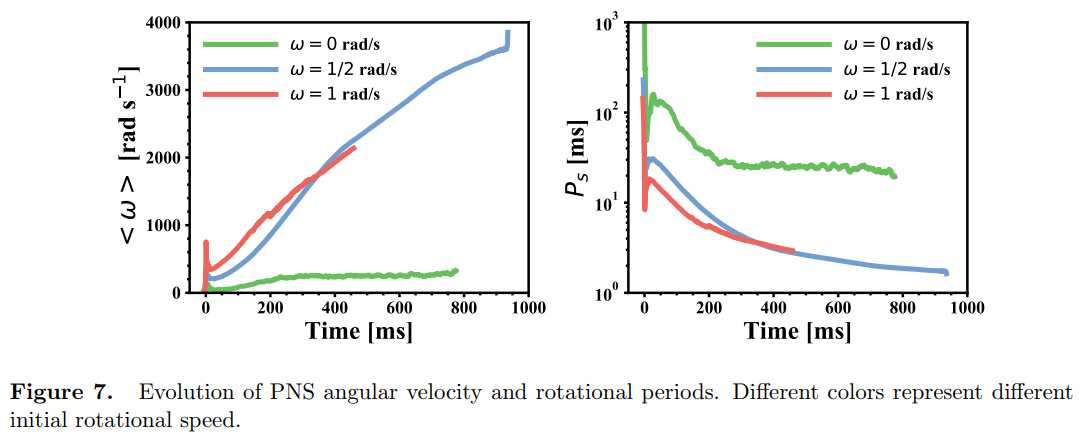 4000
3000
2000
1000
0
< ω > [rad s⁻¹]
ω = 0 rad/s
ω = 1/2 rad/s
ω = 1 rad/s
0 200 400 600 800 1000
Time [ms]
10³
10²
10¹
10⁰
Pₛ [ms]
ω = 0 rad/s
ω = 1/2 rad/s
ω = 1 rad/s
0 200 400 600 800 1000
Time [ms]
Figure 7. Evolution of PNS angular velocity and rotational periods. Different colors represent different
initial rotational speed.